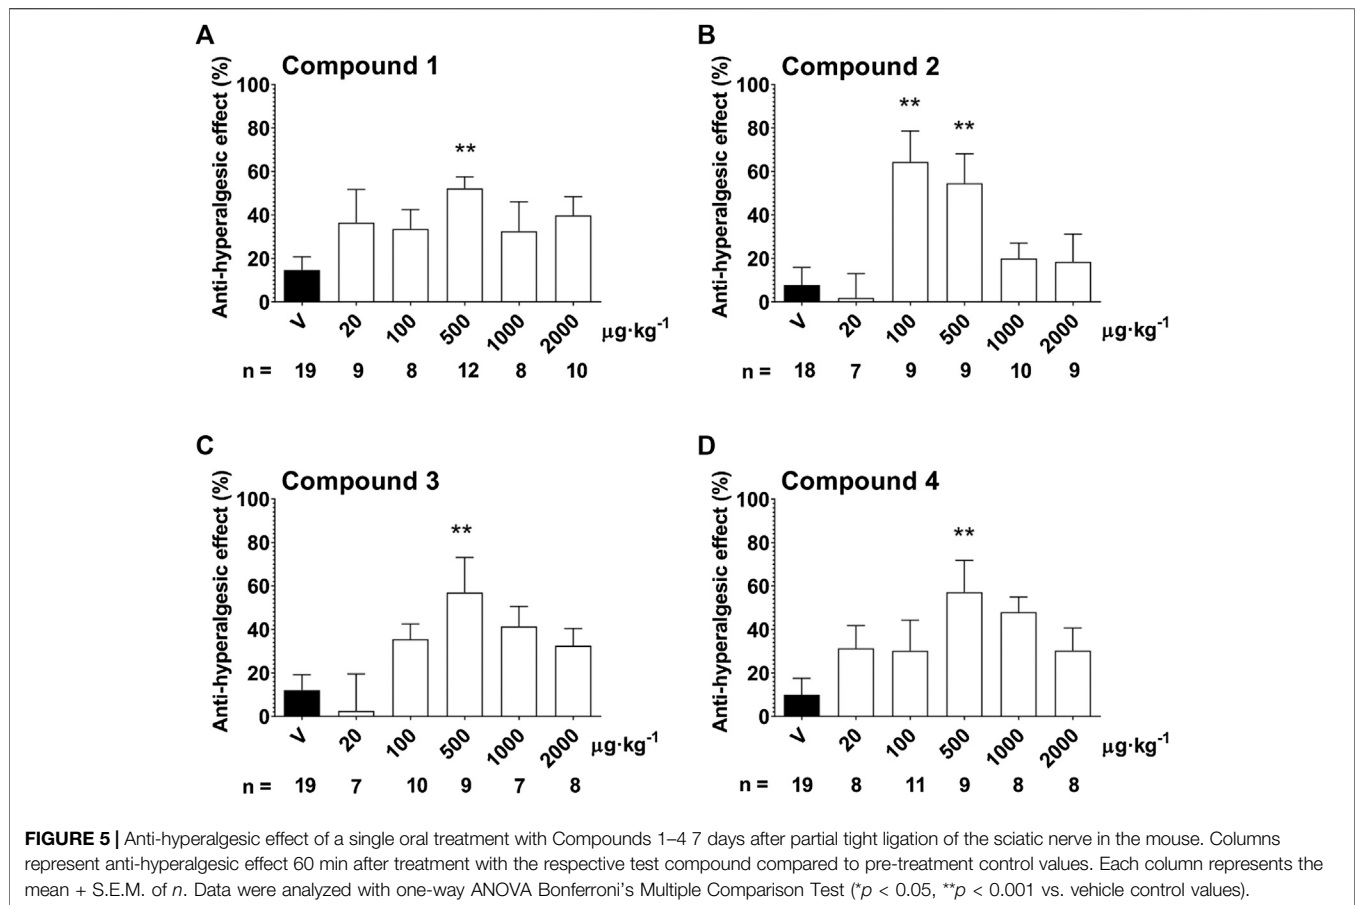 A
Compound 1
Anti-hyperalgesic effect (%)
100
80
60
40
20
0
**
V 20 100 500 1000 2000 µg·kg-1
n = 19 9 8 12 8 10
B
Compound 2
Anti-hyperalgesic effect (%)
100
80
60
40
20
0
** **
V 20 100 500 1000 2000 µg·kg-1
n = 18 7 9 9 10 9
C
Compound 3
Anti-hyperalgesic effect (%)
100
80
60
40
20
0
**
V 20 100 500 1000 2000 µg·kg-1
n = 19 7 10 9 7 8
D
Compound 4
Anti-hyperalgesic effect (%)
100
80
60
40
20
0
**
V 20 100 500 1000 2000 µg·kg-1
n = 19 8 11 9 8 8
FIGURE 5 | Anti-hyperalgesic effect of a single oral treatment with Compounds 1–4 7 days after partial tight ligation of the sciatic nerve in the mouse. Columns
represent anti-hyperalgesic effect 60 min after treatment with the respective test compound compared to pre-treatment control values. Each column represents the
mean + S.E.M. of n. Data were analyzed with one-way ANOVA Bonferroni’s Multiple Comparison Test (*p < 0.05, **p < 0.001 vs. vehicle control values).